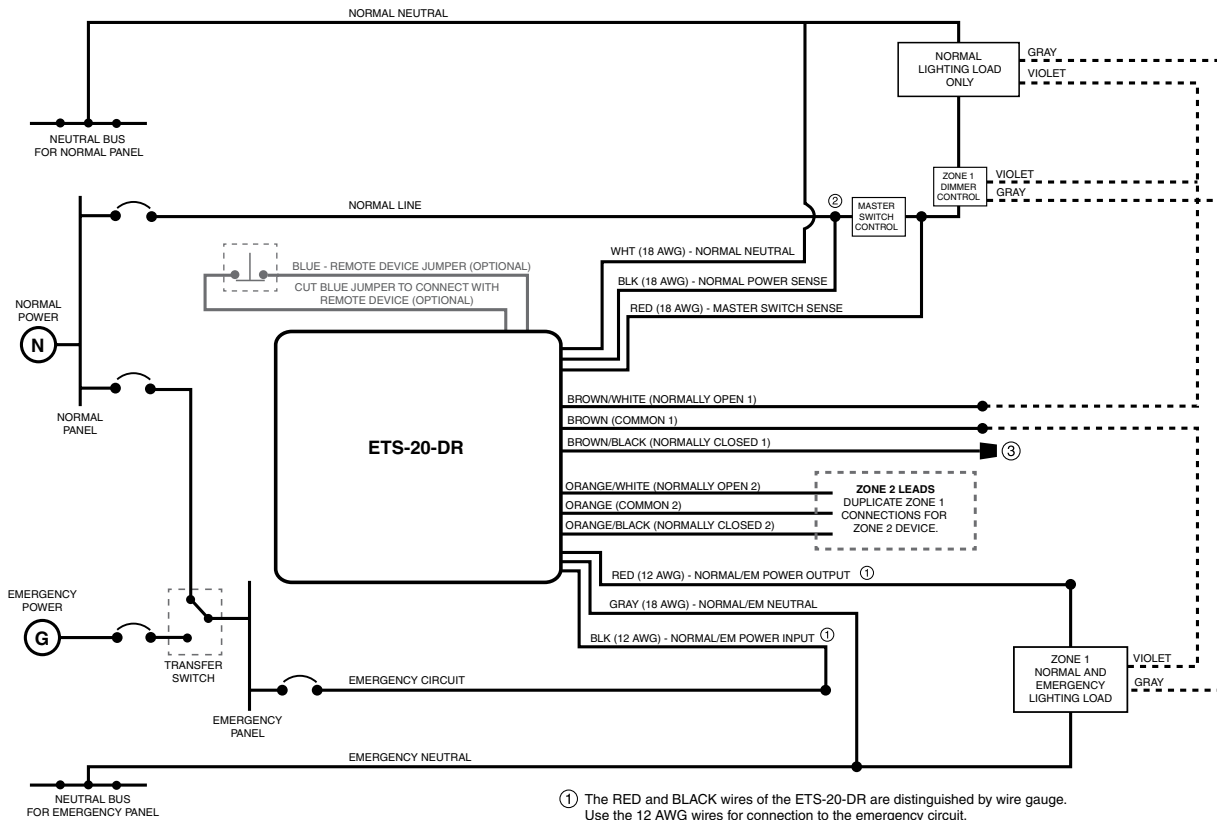 NORMAL NEUTRAL
NORMAL
LIGHTING LOAD
ONLY
GRAY
VIOLET
NEUTRAL BUS
FOR NORMAL PANEL
ZONE 1
DIMMER
CONTROL
VIOLET
GRAY
NORMAL LINE
②
MASTER
SWITCH
CONTROL
WHT (18 AWG) - NORMAL NEUTRAL
BLUE - REMOTE DEVICE JUMPER (OPTIONAL)
CUT BLUE JUMPER TO CONNECT WITH
REMOTE DEVICE (OPTIONAL)
BLK (18 AWG) - NORMAL POWER SENSE
RED (18 AWG) - MASTER SWITCH SENSE
NORMAL
POWER
N
NORMAL
PANEL
ETS-20-DR
BROWN/WHITE (NORMALLY OPEN 1)
BROWN (COMMON 1)
BROWN/BLACK (NORMALLY CLOSED 1)
③
ORANGE/WHITE (NORMALLY OPEN 2)
ORANGE (COMMON 2)
ORANGE/BLACK (NORMALLY CLOSED 2)
ZONE 2 LEADS
DUPLICATE ZONE 1
CONNECTIONS FOR
ZONE 2 DEVICE.
RED (12 AWG) - NORMAL/EM POWER OUTPUT ①
GRAY (18 AWG) - NORMAL/EM NEUTRAL
BLK (12 AWG) - NORMAL/EM POWER INPUT ①
EMERGENCY
POWER
G
TRANSFER
SWITCH
EMERGENCY CIRCUIT
EMERGENCY
PANEL
ZONE 1
NORMAL AND
EMERGENCY
LIGHTING LOAD
VIOLET
GRAY
EMERGENCY NEUTRAL
NEUTRAL BUS
FOR EMERGENCY PANEL
① The RED and BLACK wires of the ETS-20-DR are distinguished by wire gauge.
Use the 12 AWG wires for connection to the emergency circuit.